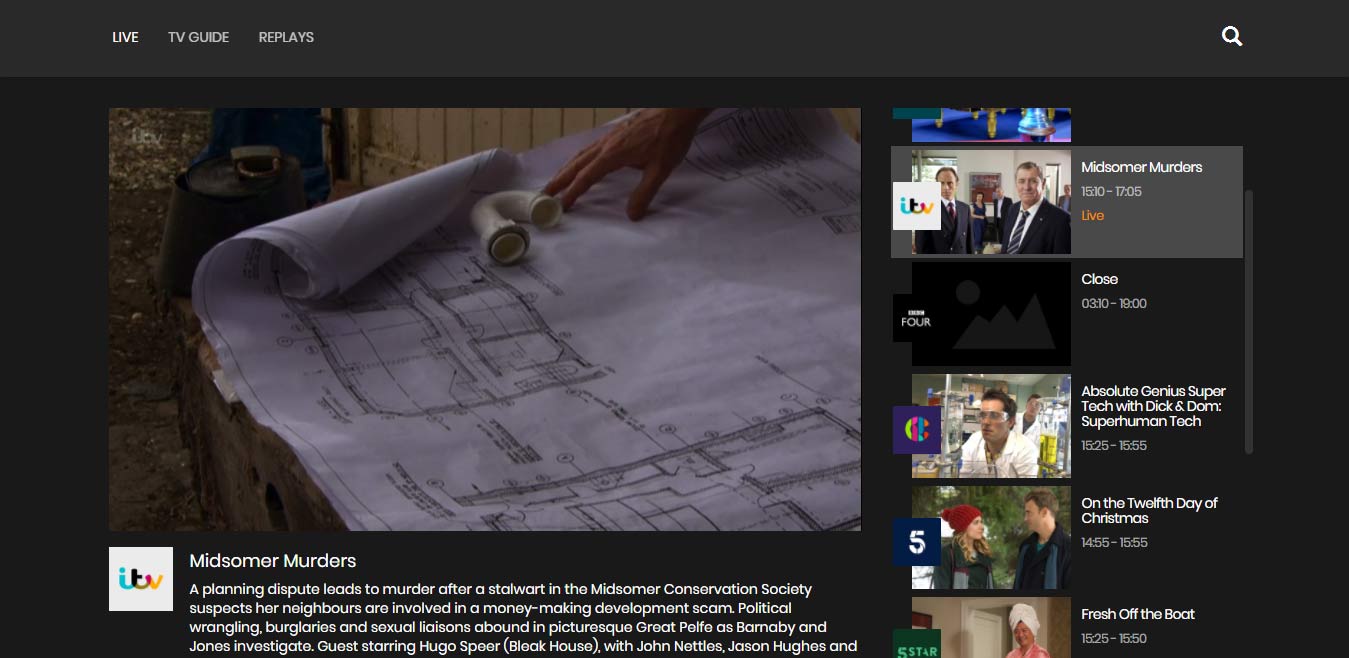 LIVE TV GUIDE REPLAYS
itv
itv
Midsomer Murders
A planning dispute leads to murder after a stalwart in the Midsomer Conservation Society
suspects her neighbours are involved in a money-making development scam. Political
wrangling, burglaries and sexual liaisons abound in picturesque Great Pelfe as Barnaby and
Jones investigate. Guest starring Hugo Speer (Bleak House), with John Nettles, Jason Hughes and
itv
Midsomer Murders
15:10 - 17:05
Live
BBC
FOUR
Close
03:10 - 19:00
Absolute Genius Super
Tech with Dick & Dom:
Superhuman Tech
15:25 - 15:55
5
On the Twelfth Day of
Christmas
14:55 - 15:55
5STAR
Fresh Off the Boat
15:25 - 15:50